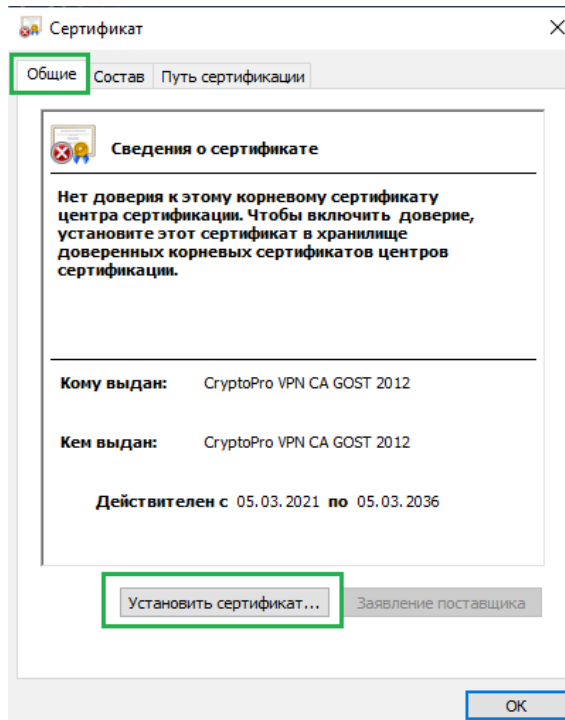 Сертификат
Общие Состав Путь сертификации
Сведения о сертификате
Нет доверия к этому корневому сертификату
центра сертификации. Чтобы включить доверие,
установите этот сертификат в хранилище
доверенных корневых сертификатов центров
сертификации.
Кому выдан: CryptoPro VPN CA GOST 2012
Кем выдан: CryptoPro VPN CA GOST 2012
Действителен с 05.03.2021 по 05.03.2036
Установить сертификат... Заявление поставщика
ОК